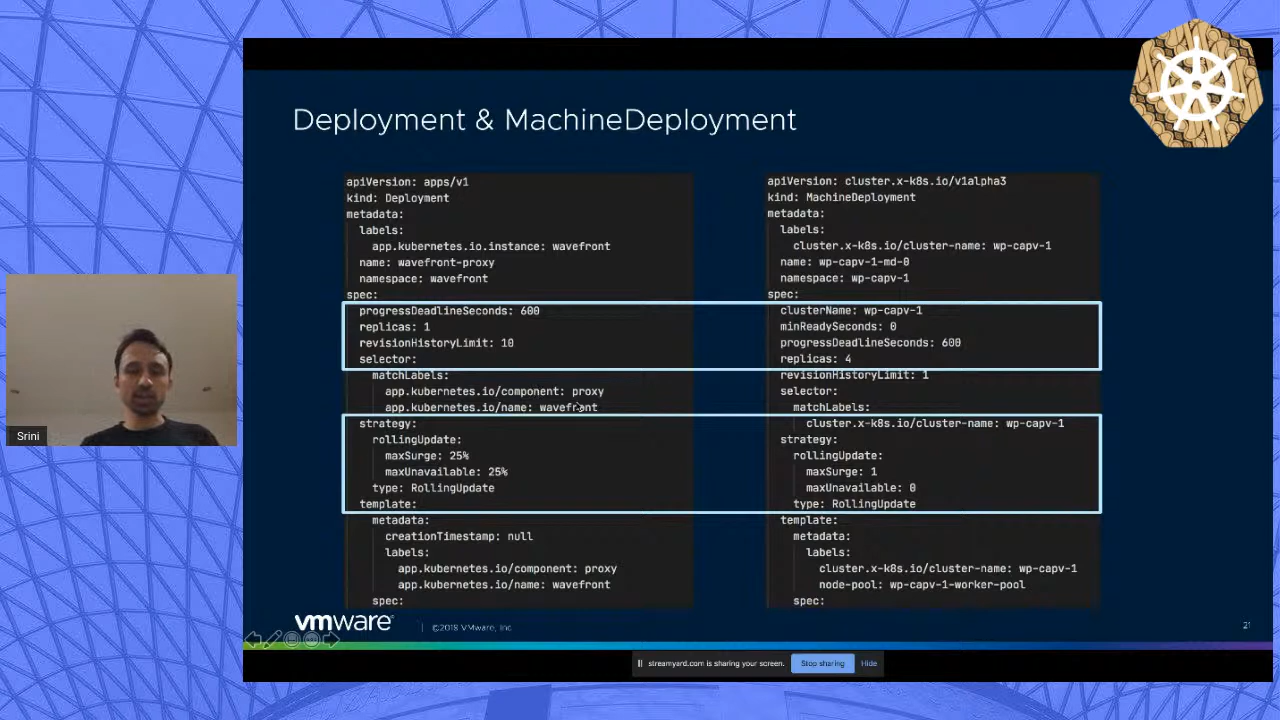 Deployment & MachineDeployment
apiVersion: apps/v1
kind: Deployment
metadata:
labels:
app.kubernetes.io.instance: wavefront
name: wavefront-proxy
namespace: wavefront
spec:
progressDeadlineSeconds: 600
replicas: 1
revisionHistoryLimit: 10
selector:
matchLabels:
app.kubernetes.io/component: proxy
app.kubernetes.io/name: wavefront
strategy:
rollingUpdate:
maxSurge: 25%
maxUnavailable: 25%
type: RollingUpdate
template:
metadata:
creationTimestamp: null
labels:
app.kubernetes.io/component: proxy
app.kubernetes.io/name: wavefront
spec:
apiVersion: cluster.x-k8s.io/v1alpha3
kind: MachineDeployment
metadata:
labels:
cluster.x-k8s.io/cluster-name: wp-capv-1
name: wp-capv-1-md-0
namespace: wp-capv-1
spec:
clusterName: wp-capv-1
minReadySeconds: 0
progressDeadlineSeconds: 600
replicas: 4
revisionHistoryLimit: 1
selector:
matchLabels:
cluster.x-k8s.io/cluster-name: wp-capv-1
strategy:
rollingUpdate:
maxSurge: 1
maxUnavailable: 0
type: RollingUpdate
template:
metadata:
labels:
cluster.x-k8s.io/cluster-name: wp-capv-1
node-pool: wp-capv-1-worker-pool
spec:
Srini
vmware®
©2018 VMware, Inc
21
streamyard.com is sharing your screen.
Stop sharing
Hide